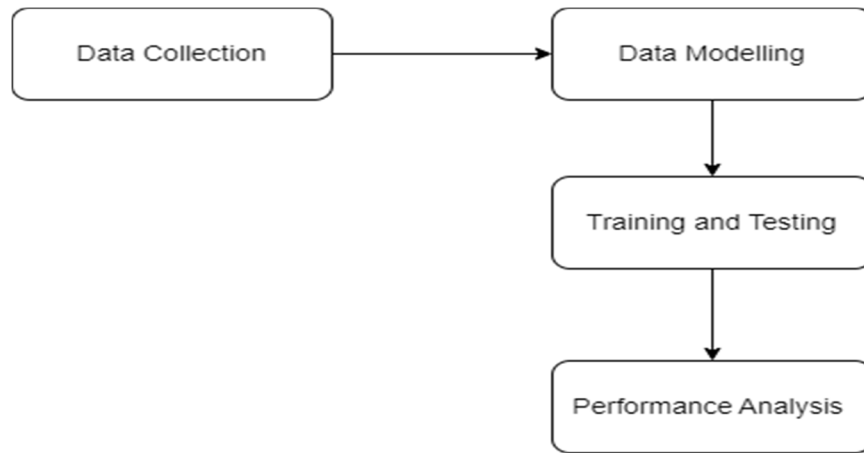 Data Collection
Data Modelling
Training and Testing
Performance Analysis